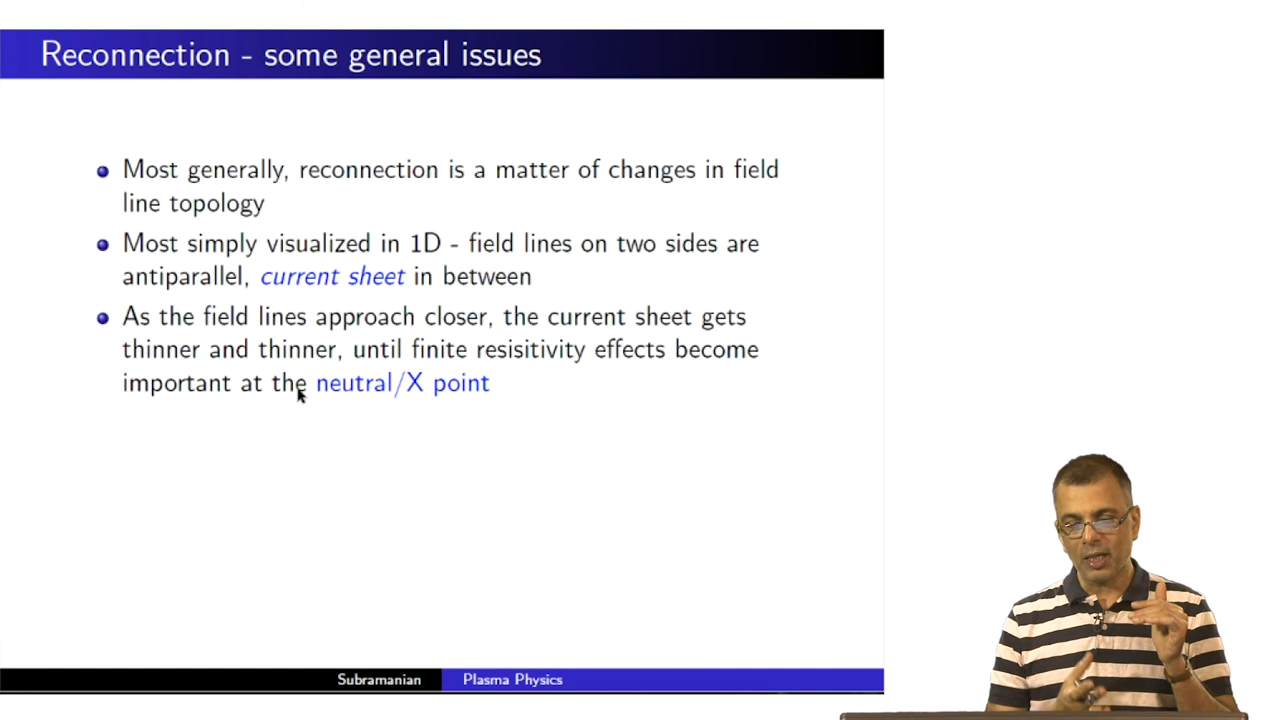 Reconnection - some general issues
Most generally, reconnection is a matter of changes in field
line topology
Most simply visualized in 1D - field lines on two sides are
antiparallel, current sheet in between
As the field lines approach closer, the current sheet gets
thinner and thinner, until finite resisitivity effects become
important at the neutral/X point
Subramanian
Plasma Physics